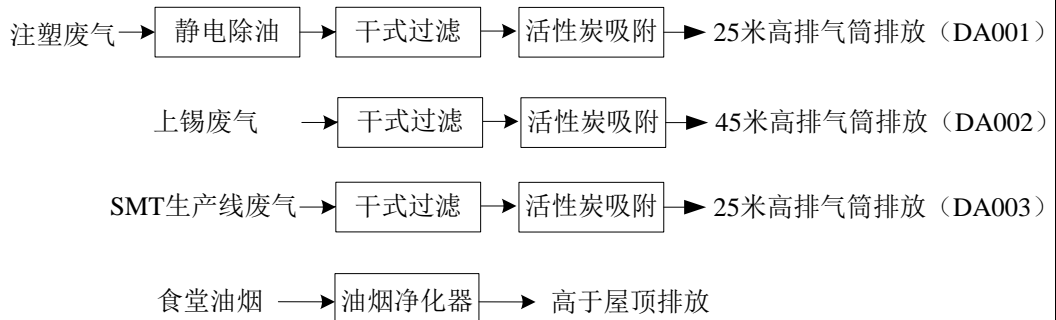 注塑废气 静电除油 干式过滤 活性炭吸附 25米高排气筒排放（DA001）
上锡废气 干式过滤 活性炭吸附 45米高排气筒排放（DA002）
SMT生产线废气 干式过滤 活性炭吸附 25米高排气筒排放（DA003）
食堂油烟 油烟净化器 高于屋顶排放